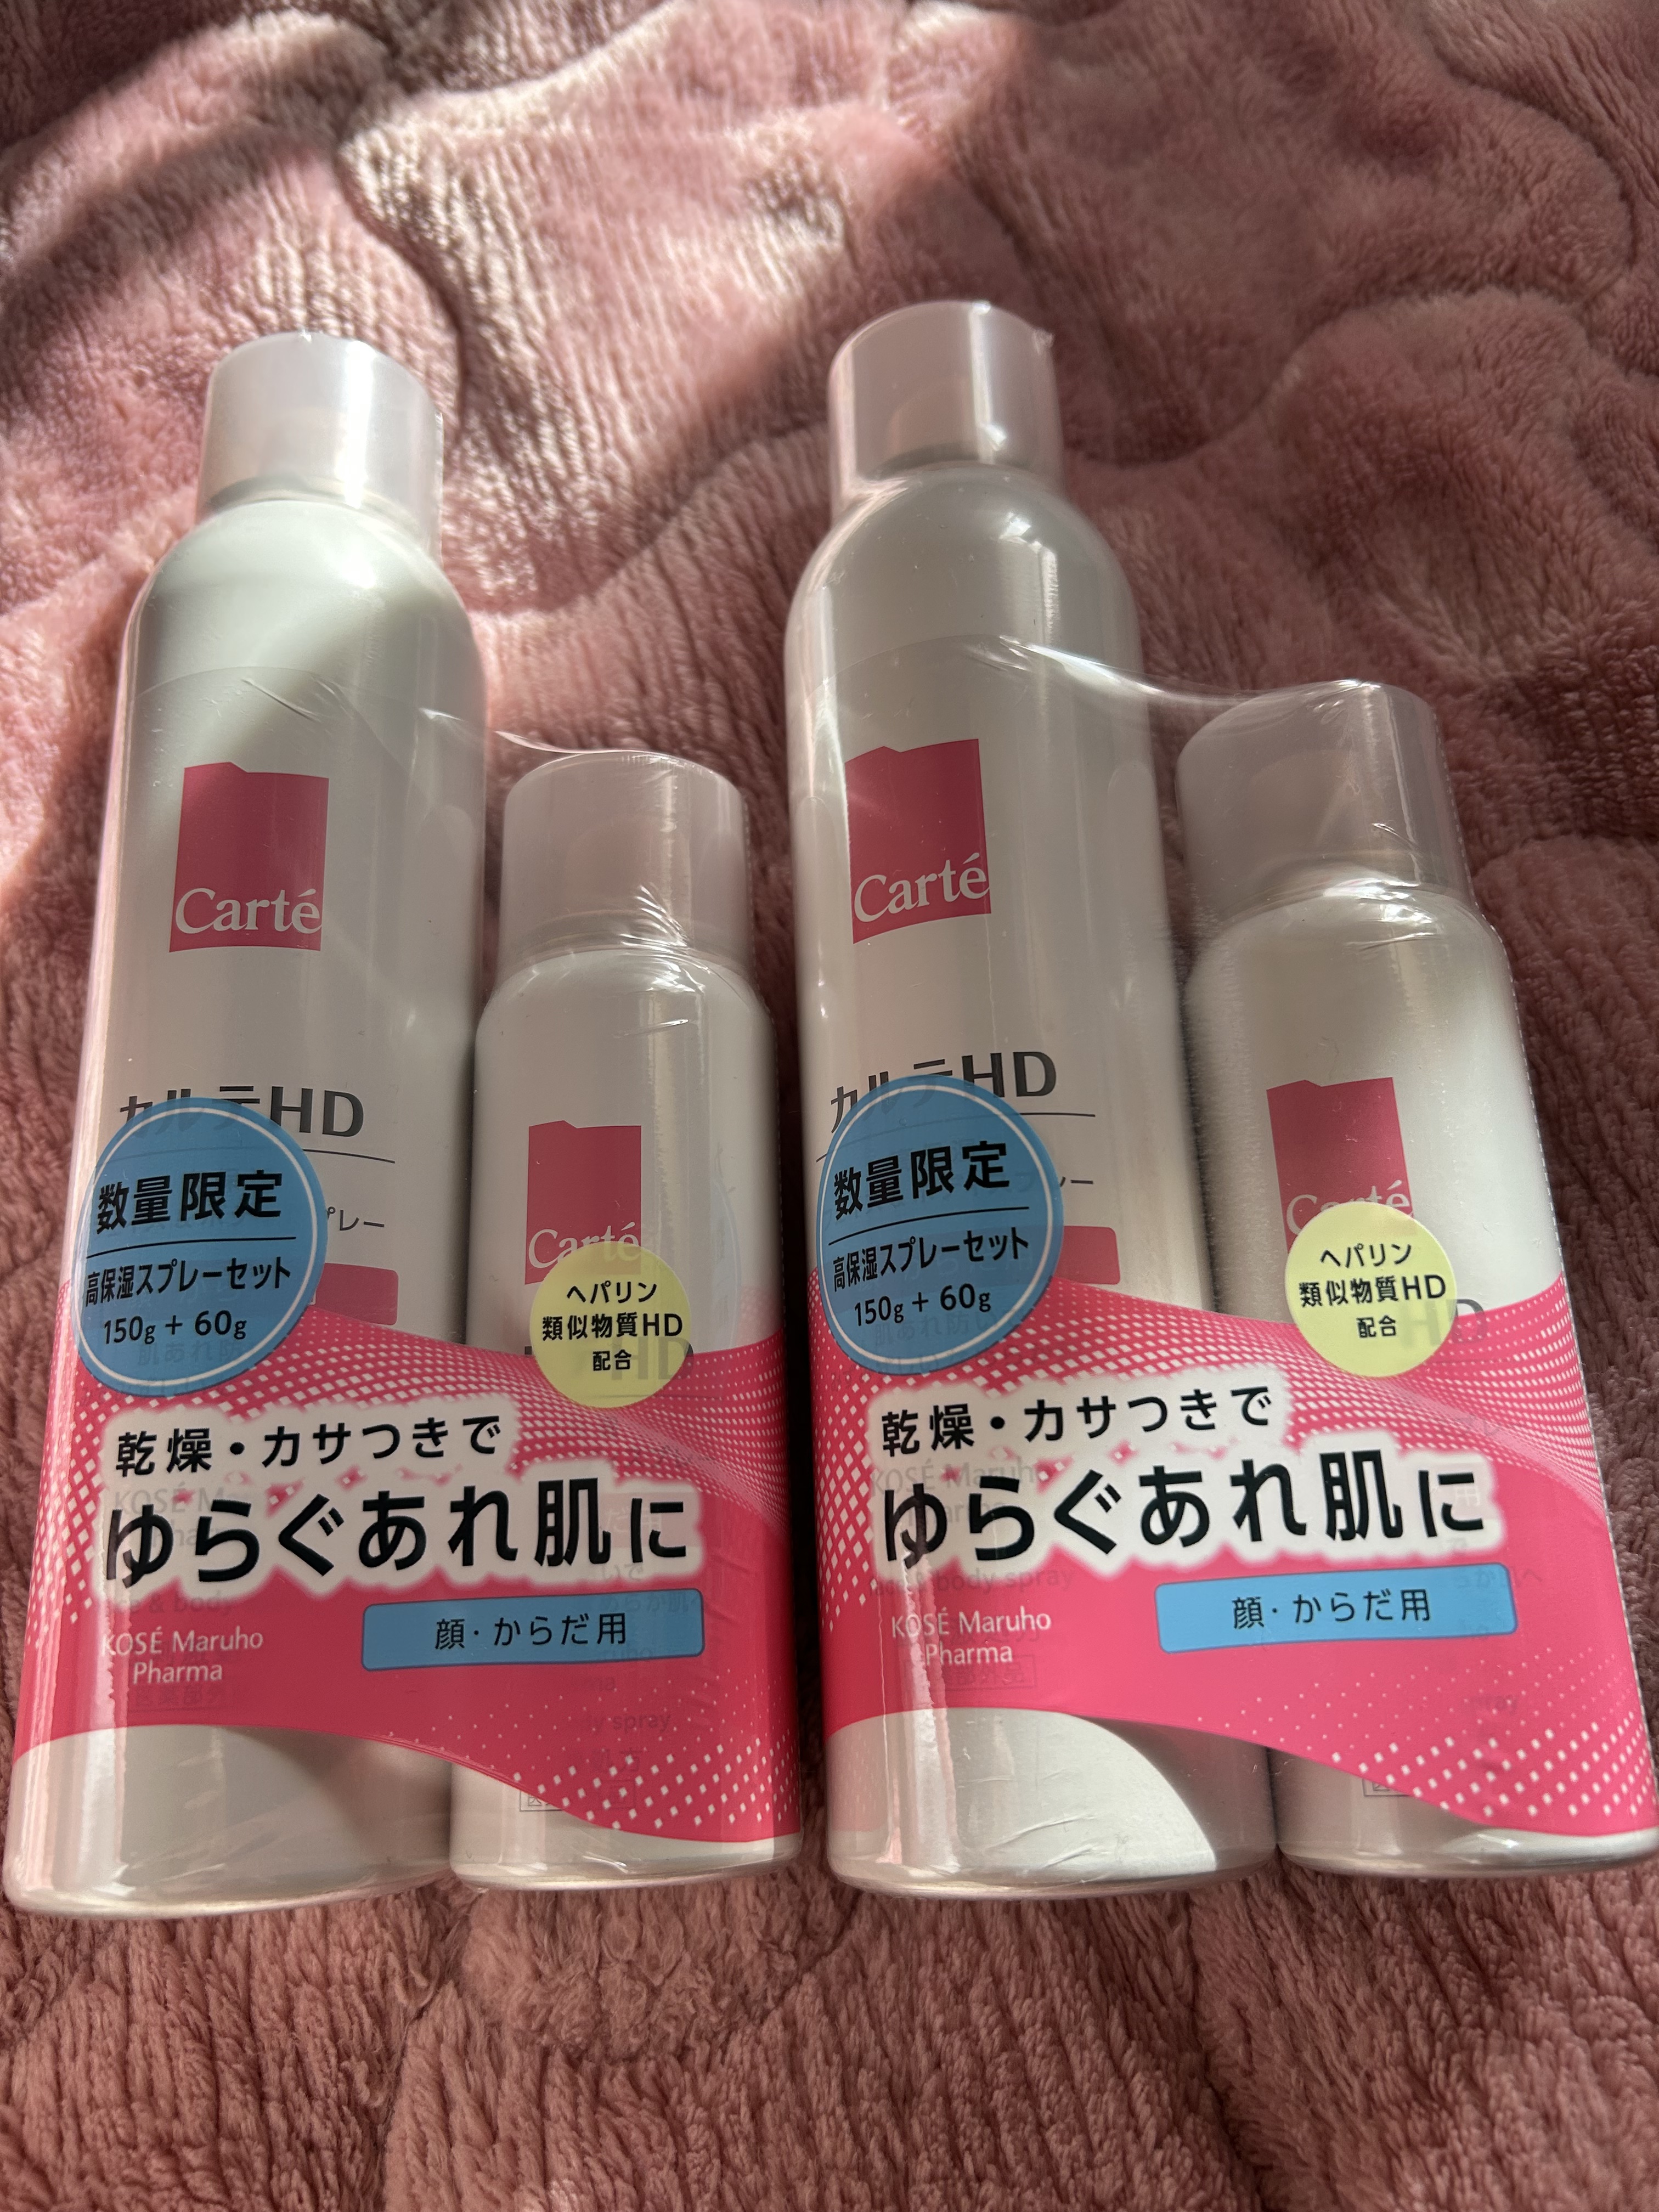 Carté
カルテHD
数量限定
高保湿スプレーセット
150g + 60g
Carté
ヘパリン
類似物質HD
配合
乾燥・カサつきで
ゆらぐあれ肌に
顔・からだ用
KOSÉ Maruho
Pharma
Carté
カルテHD
数量限定
高保湿スプレーセット
150g + 60g
Carté
ヘパリン
類似物質HD
配合
乾燥・カサつきで
ゆらぐあれ肌に
顔・からだ用
KOSÉ Maruho
Pharma